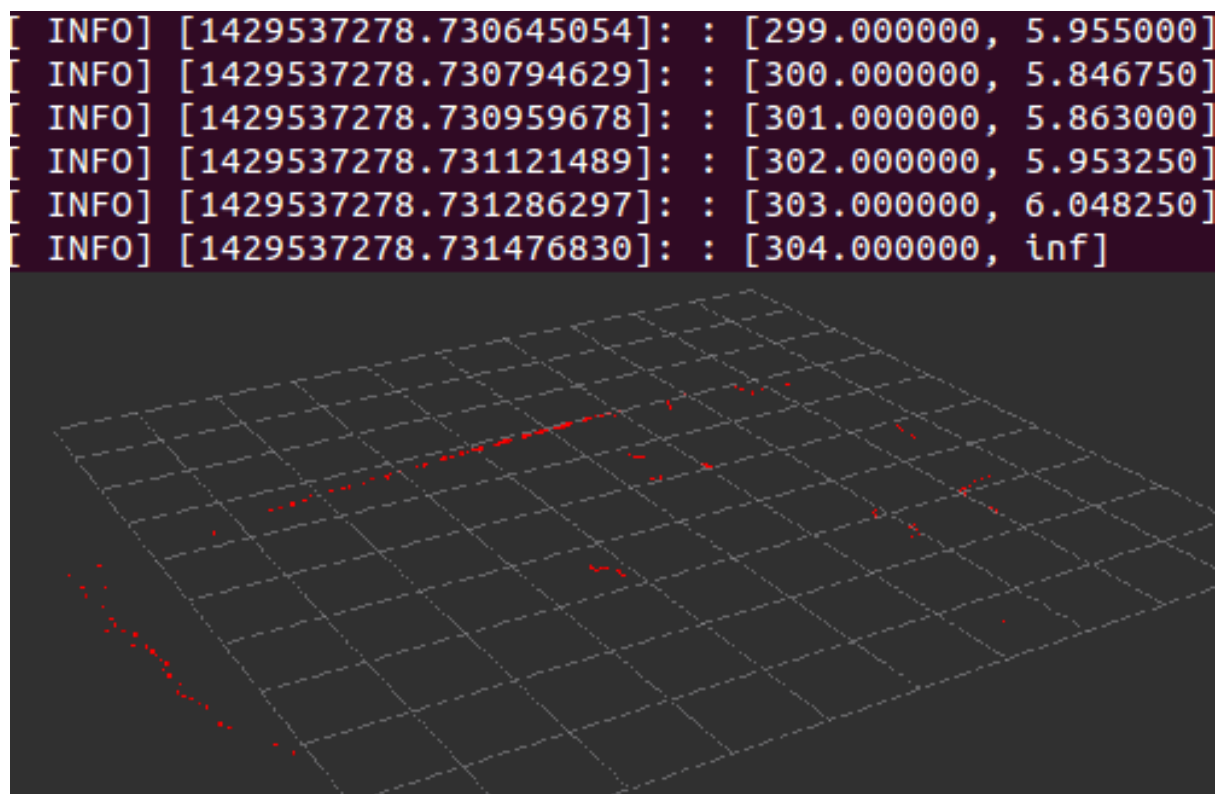 [ INFO] [1429537278.730645054]: : [299.000000, 5.955000]
[ INFO] [1429537278.730794629]: : [300.000000, 5.846750]
[ INFO] [1429537278.730959678]: : [301.000000, 5.863000]
[ INFO] [1429537278.731121489]: : [302.000000, 5.953250]
[ INFO] [1429537278.731286297]: : [303.000000, 6.048250]
[ INFO] [1429537278.731476830]: : [304.000000, inf]